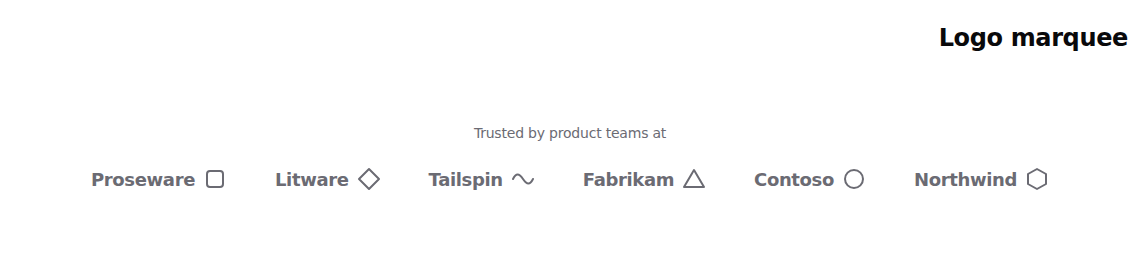 Logo marquee
Trusted by product teams at
Proseware Litware Tailspin Fabrikam Contoso Northwind